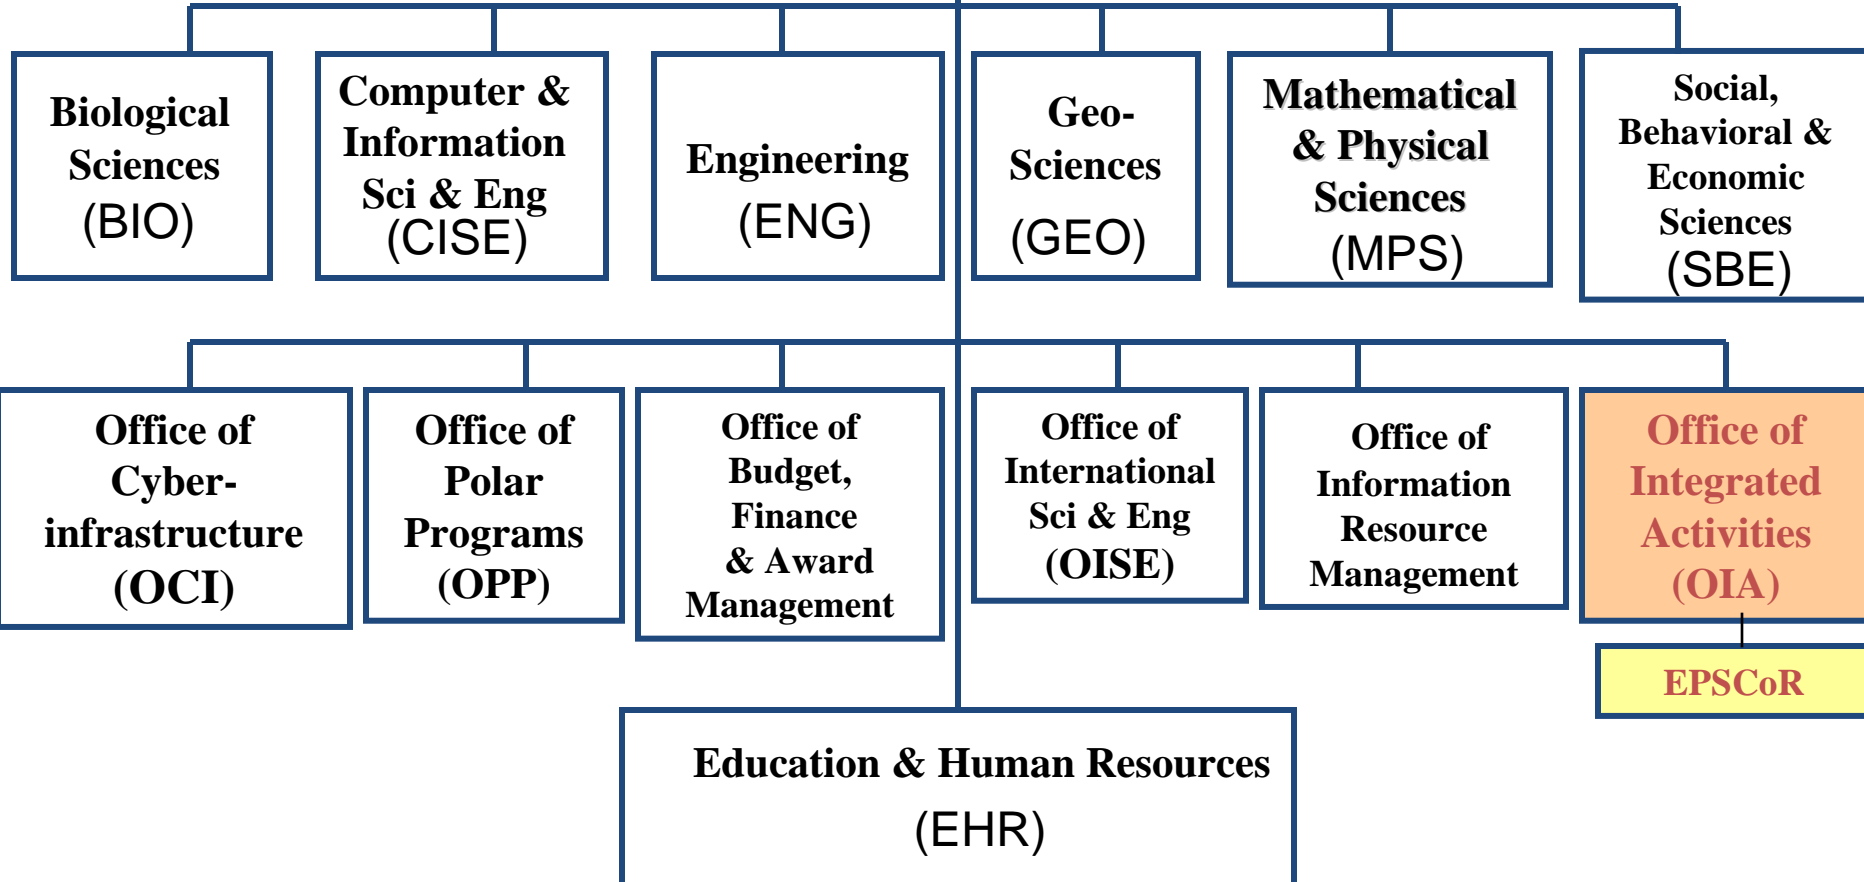 Biological
Sciences
(BIO)
Computer &
Information
Sci & Eng
(CISE)
Engineering
(ENG)
Geo-
Sciences
(GEO)
Mathematical
& Physical
Sciences
(MPS)
Social,
Behavioral &
Economic
Sciences
(SBE)
Office of
Cyber-
infrastructure
(OCI)
Office of
Polar
Programs
(OPP)
Office of
Budget,
Finance
& Award
Management
Office of
International
Sci & Eng
(OISE)
Office of
Information
Resource
Management
Office of
Integrated
Activities
(OIA)
EPSCoR
Education & Human Resources
(EHR)